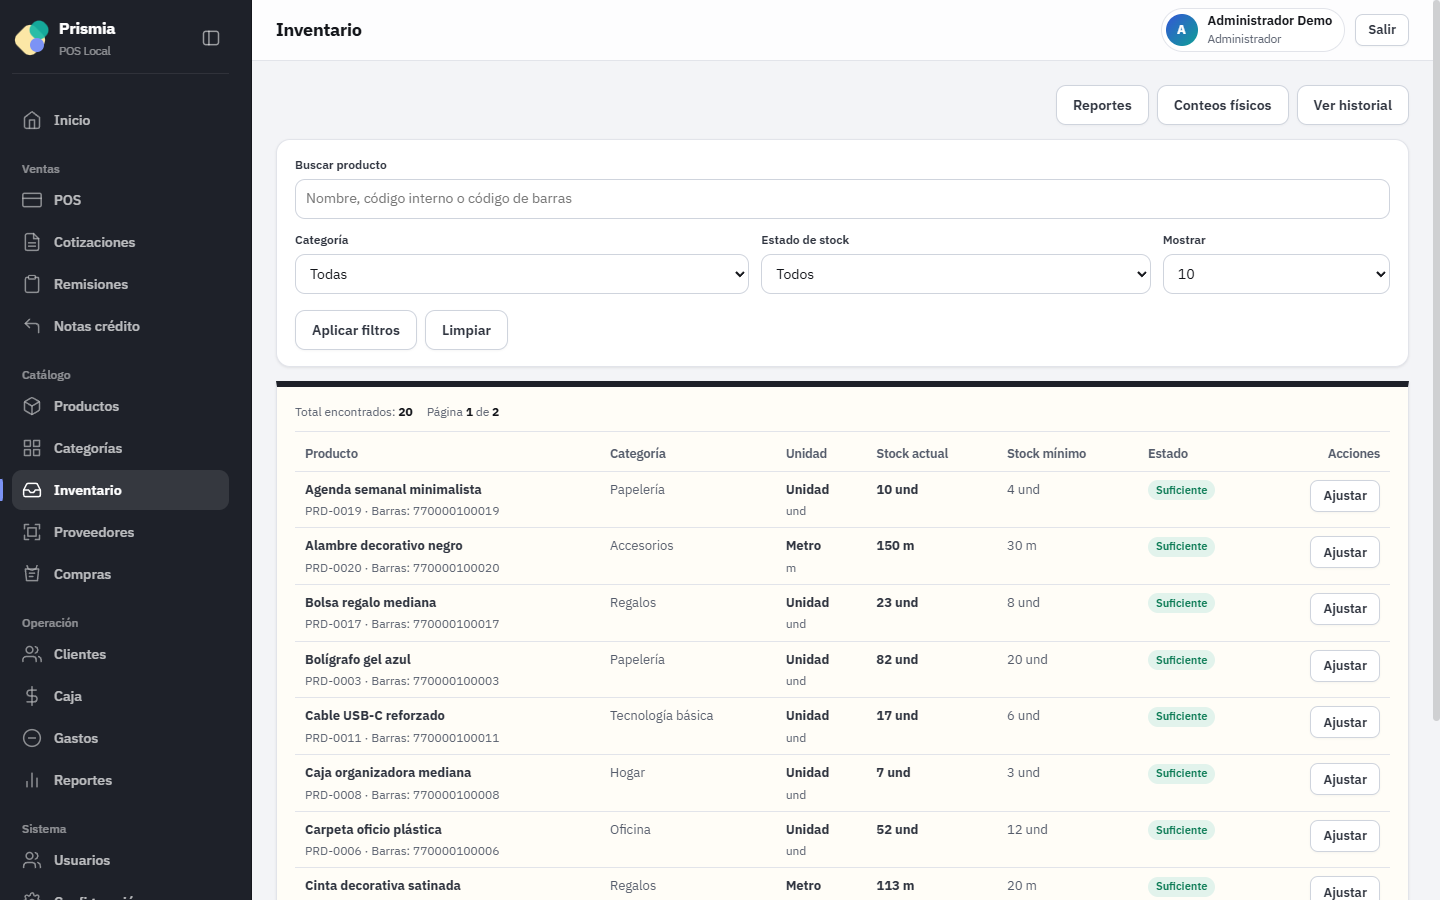 Prismia
POS Local
Inicio
Ventas
POS
Cotizaciones
Remisiones
Notas crédito
Catálogo
Productos
Categorías
Inventario
Proveedores
Compras
Operación
Clientes
Caja
Gastos
Reportes
Sistema
Usuarios
Inventario
A
Administrador Demo
Administrador
Salir
Reportes
Conteos físicos
Ver historial
Buscar producto
Nombre, código interno o código de barras
Categoría
Estado de stock
Mostrar
Todas
Todos
10
Aplicar filtros
Limpiar
Total encontrados: 20 Página 1 de 2
Producto Categoría Unidad Stock actual Stock mínimo Estado Acciones
Agenda semanal minimalista Papelería Unidad 10 und 4 und Suficiente Ajustar
PRD-0019 · Barras: 770000100019 und
Alambre decorativo negro Accesorios Metro 150 m 30 m Suficiente Ajustar
PRD-0020 · Barras: 770000100020 m
Bolsa regalo mediana Regalos Unidad 23 und 8 und Suficiente Ajustar
PRD-0017 · Barras: 770000100017 und
Bolígrafo gel azul Papelería Unidad 82 und 20 und Suficiente Ajustar
PRD-0003 · Barras: 770000100003 und
Cable USB-C reforzado Tecnología básica Unidad 17 und 6 und Suficiente Ajustar
PRD-0011 · Barras: 770000100011 und
Caja organizadora mediana Hogar Unidad 7 und 3 und Suficiente Ajustar
PRD-0008 · Barras: 770000100008 und
Carpeta oficio plástica Oficina Unidad 52 und 12 und Suficiente Ajustar
PRD-0006 · Barras: 770000100006 und
Cinta decorativa satinada Regalos Metro 113 m 20 m Suficiente Ajustar